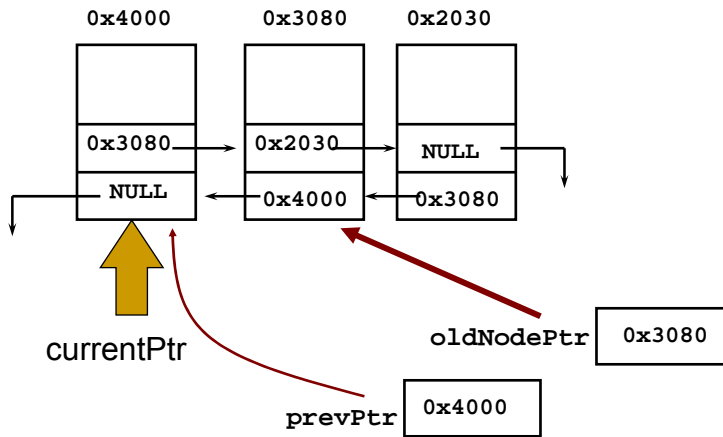 0x4000 0x3080 0x2030
0x3080 0x2030 NULL
NULL 0x4000 0x3080
currentPtr
oldNodePtr 0x3080
prevPtr 0x4000